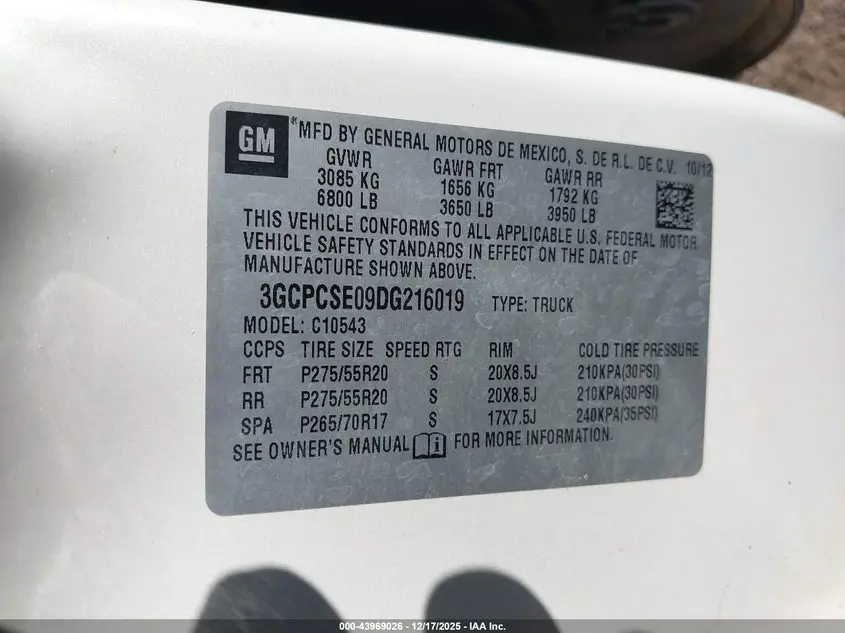 GM ® MFD BY GENERAL MOTORS DE MEXICO, S. DE R.L. DE C.V. 10/12
GVWR GAWR FRT GAWR RR
3085 KG 1656 KG 1792 KG
6800 LB 3650 LB 3950 LB
THIS VEHICLE CONFORMS TO ALL APPLICABLE U.S. FEDERAL MOTOR
VEHICLE SAFETY STANDARDS IN EFFECT ON THE DATE OF
MANUFACTURE SHOWN ABOVE.
3GCPCSE09DG216019 TYPE: TRUCK
MODEL: C10543
CCPS TIRE SIZE SPEED RTG RIM COLD TIRE PRESSURE
FRT P275/55R20 S 20X8.5J 210KPA(30PSI)
RR P275/55R20 S 20X8.5J 210KPA(30PSI)
SPA P265/70R17 S 17X7.5J 240KPA(35PSI)
SEE OWNER'S MANUAL FOR MORE INFORMATION.
000-43969026 - 12/17/2025 - IAA Inc.